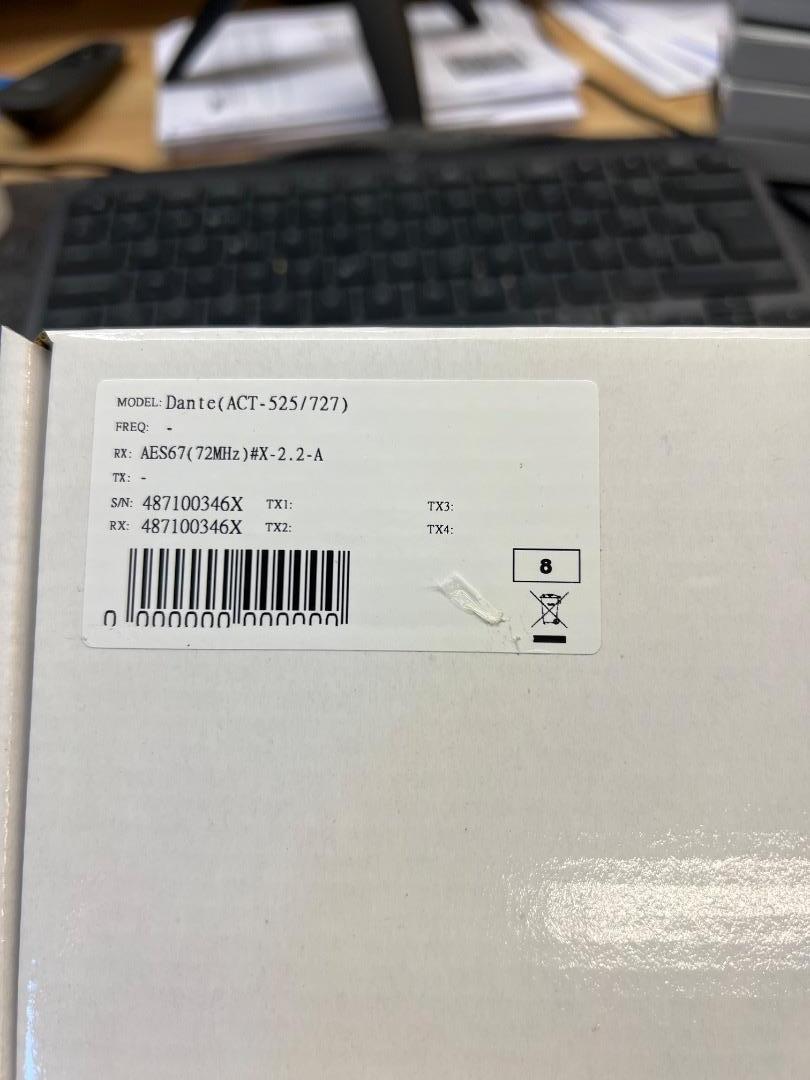 MODEL: Dante(ACT-525/727)
FREQ: -
RX: AES67(72MHz)#X-2.2-A
TX: -
S/N: 487100346X TX1: TX3:
RX: 487100346X TX2: TX4:
8
0 000000 000000